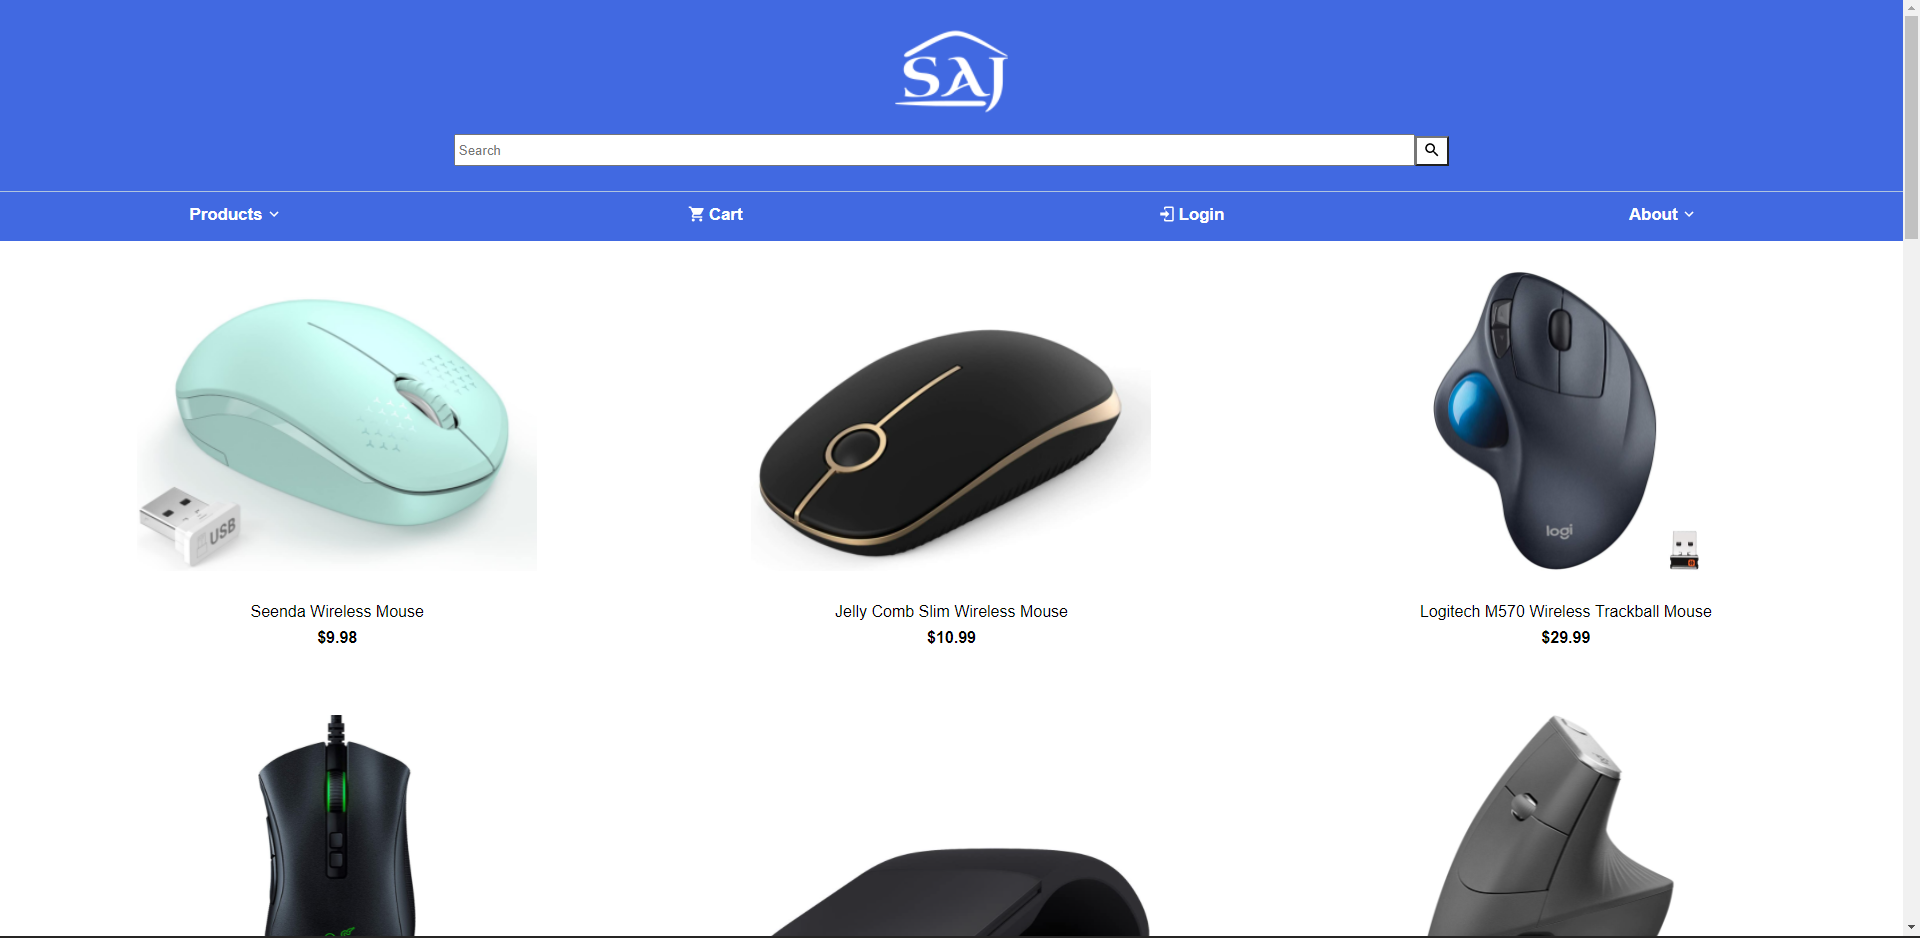 SAJ
Search
Products
Cart
Login
About
USB
logi
Seenda Wireless Mouse
$9.98
Jelly Comb Slim Wireless Mouse
$10.99
Logitech M570 Wireless Trackball Mouse
$29.99